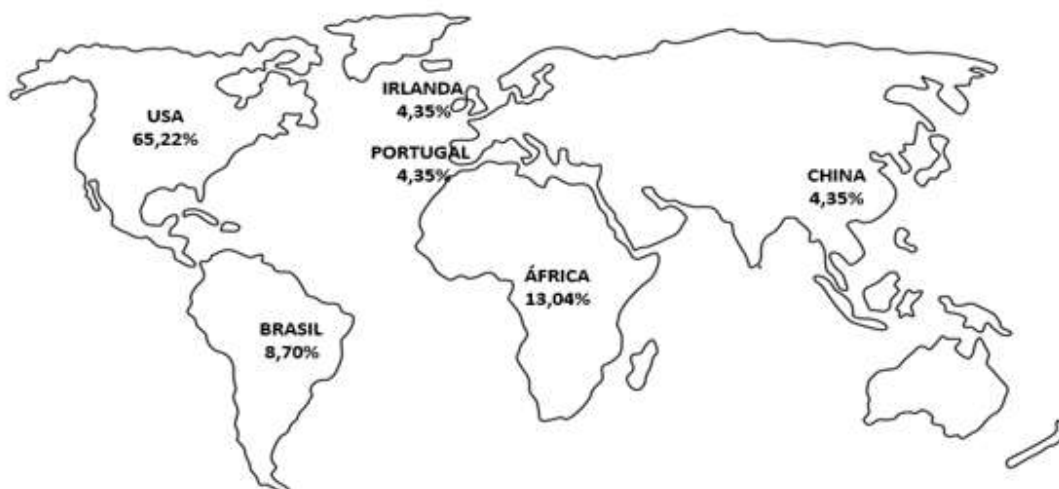 IRLANDA
4,35%
USA
65,22%
PORTUGAL
4,35%
CHINA
4,35%
ÁFRICA
13,04%
BRASIL
8,70%